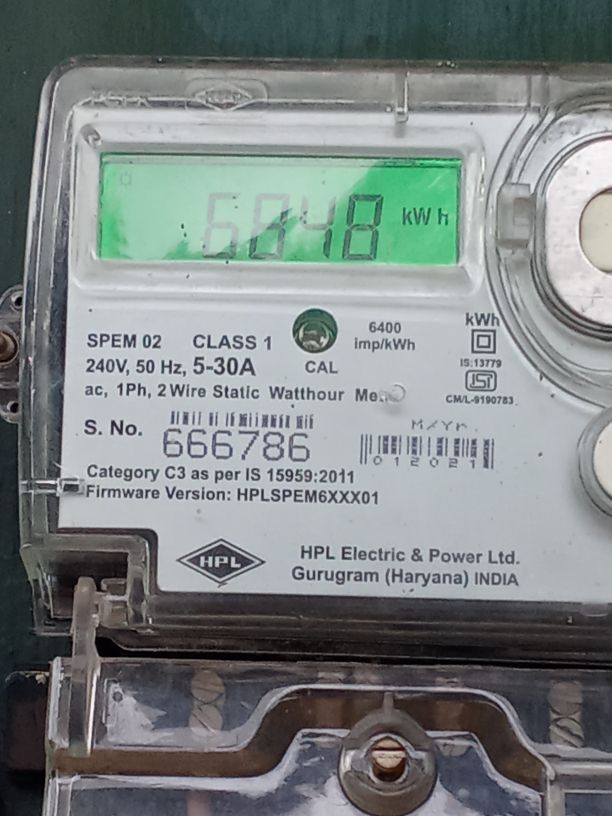 6848 kWh
SPEM 02 CLASS 1
6400
imp/kWh
kWh
240V, 50 Hz, 5-30A
CAL
IS:13779
ISI
CM/L-9190783
ac, 1Ph, 2 Wire Static Watthour
S. No. 666786
M/Yr.
012021
Category C3 as per IS 15959:2011
Firmware Version: HPLSPEM6XXX01
HPL
HPL Electric & Power Ltd.
Gurugram (Haryana) INDIA